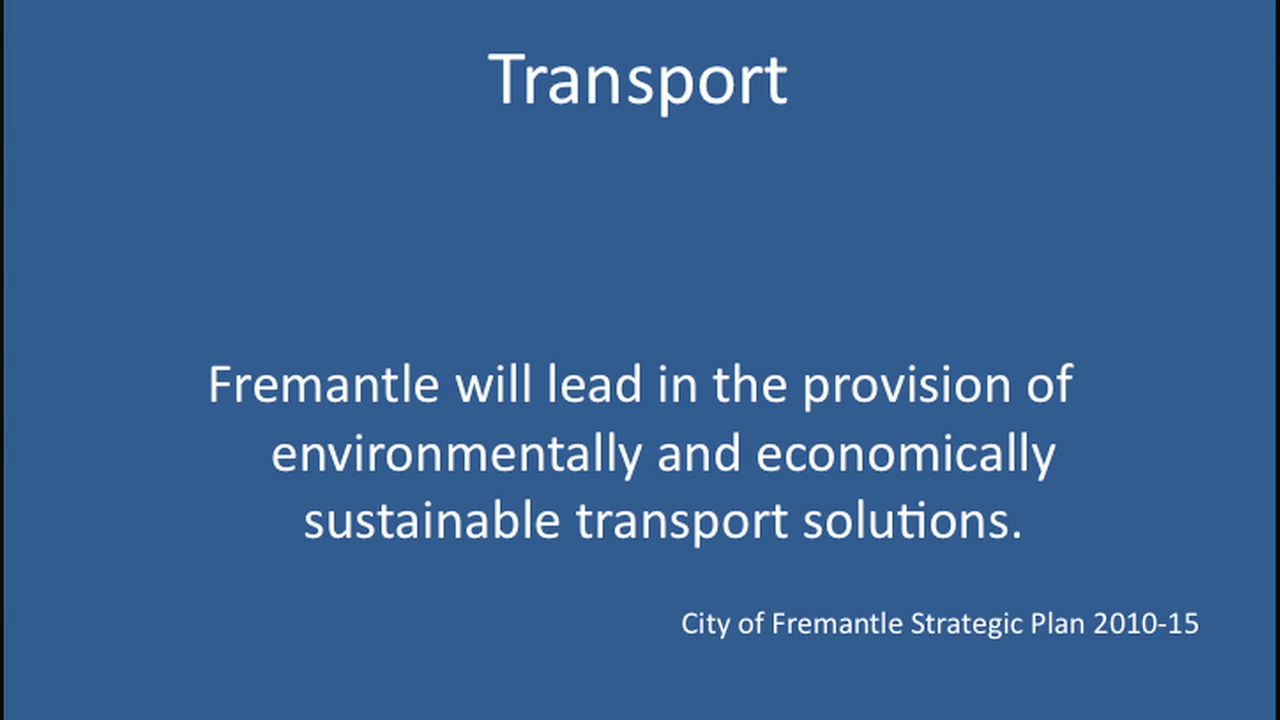 Transport
Fremantle will lead in the provision of
environmentally and economically
sustainable transport solutions.
City of Fremantle Strategic Plan 2010-15